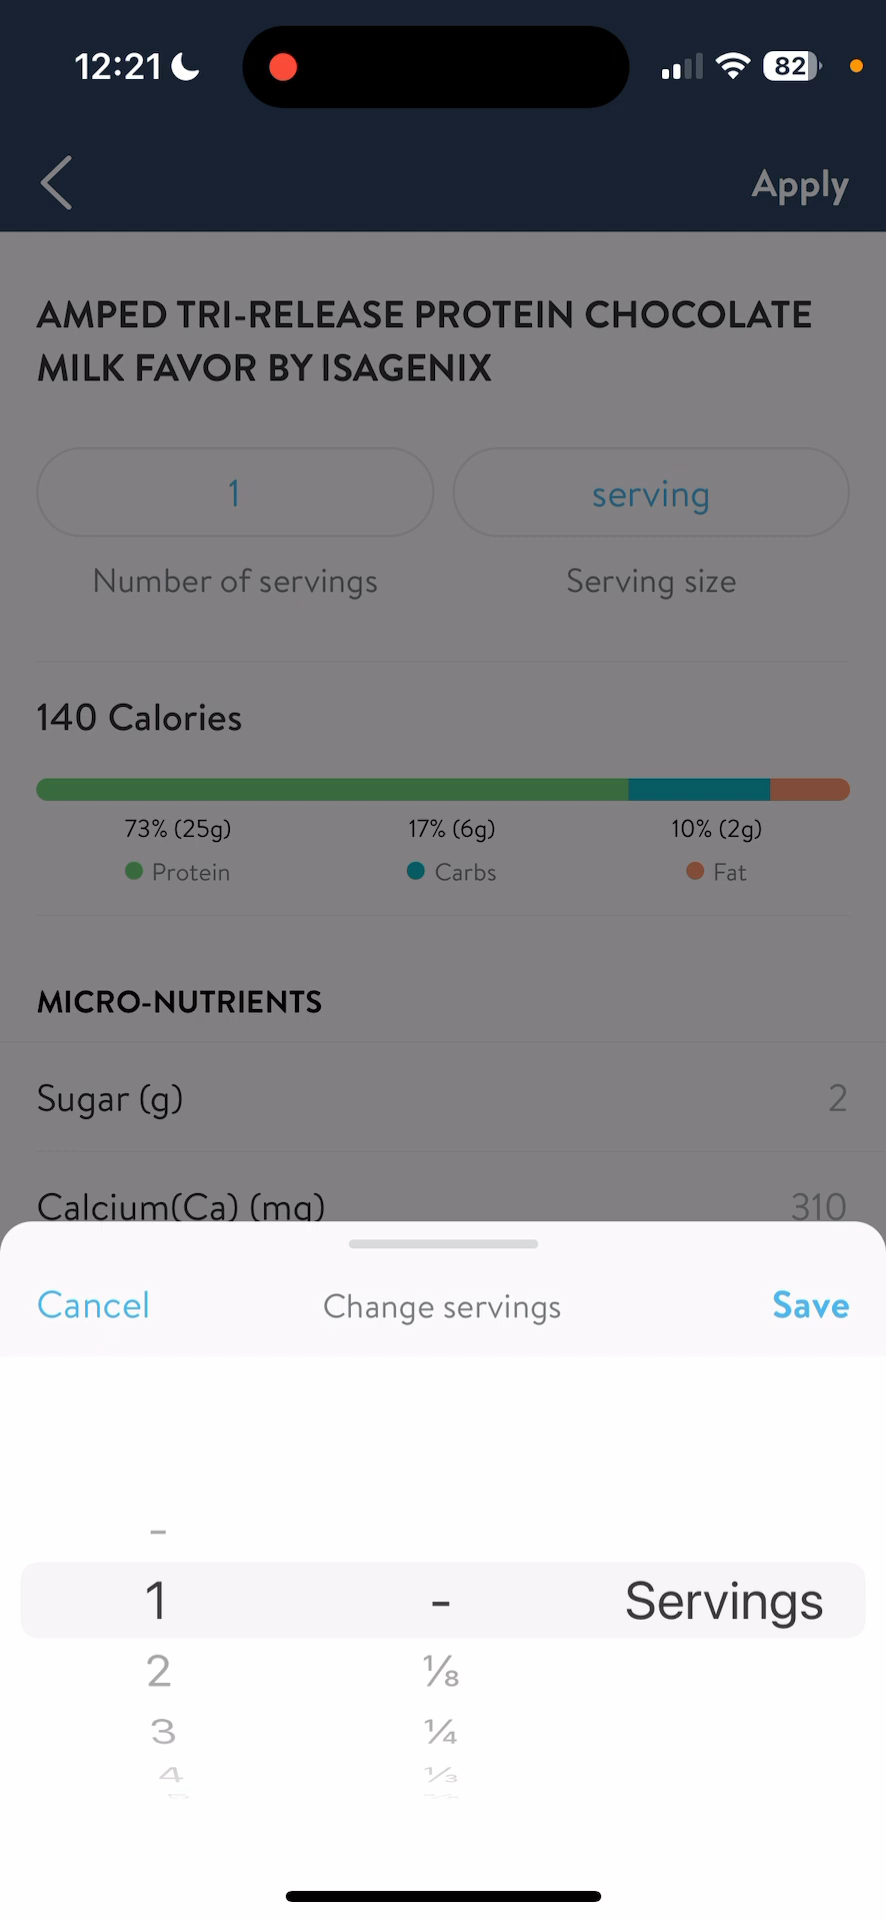 12:21
82
Apply
AMPED TRI-RELEASE PROTEIN CHOCOLATE
MILK FAVOR BY ISAGENIX
1 serving
Number of servings Serving size
140 Calories
73% (25g) 17% (6g) 10% (2g)
Protein Carbs Fat
MICRO-NUTRIENTS
Sugar (g) 2
Calcium(Ca) (mg) 310
Cancel Change servings Save
-
1 - Servings
2 ⅛
3 ¼
4 ⅓